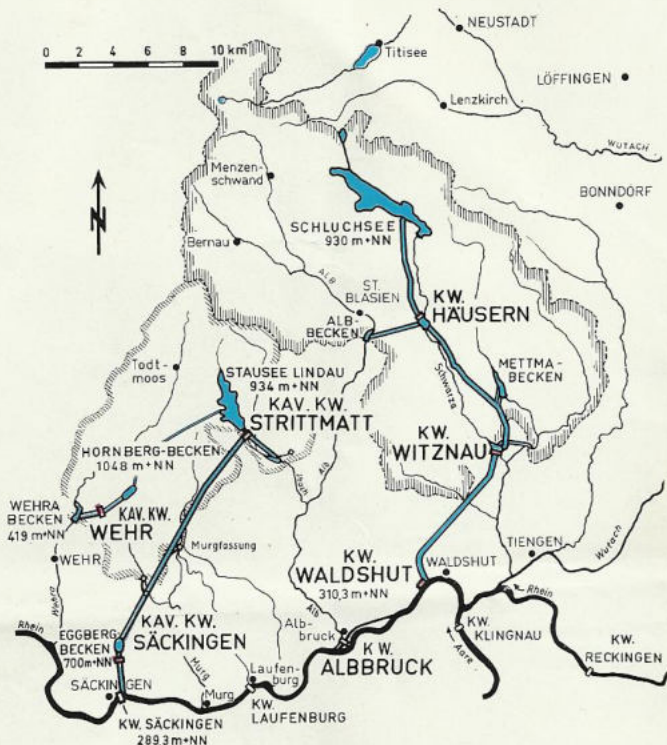 0 2 4 6 8 10 km
NEUSTADT
Titisee
LÖFFINGEN
Lenzkirch
WUTACH
BONNDORF
Menzen-
schwand
N
SCHLUCHSEE
930 m+NN
Bernau
ALB
ST.
BLASIEN
KW.
HÄUSERN
ALB-
BECKEN
METTMA-
BECKEN
Schwarza
Todt-
moos
STAUSEE LINDAU
934 m+NN
KAV. KW.
STRITTMATT
KW.
WITZNAU
HORNBERG-BECKEN
1048 m+NN
Ibach
Alb
WEHRA
BECKEN
419 m+NN
KAV. KW.
WEHR
WEHR
Murgfassung
TIENGEN
Wutach
KW.
WALDSHUT
310,3 m+NN
WALDSHUT
Wehra
KAV. KW.
SÄCKINGEN
Alb
Alb-
bruck
Rhein
KW.
KLINGNAU
Rhein
EGGBERG
BECKEN
700m+NN
KW.
ALBBRUCK
Aare
KW.
RECKINGEN
SÄCKINGEN
Murg
Murg
Laufen-
burg
KW.
LAUFENBURG
KW. SÄCKINGEN
289,3 m+NN